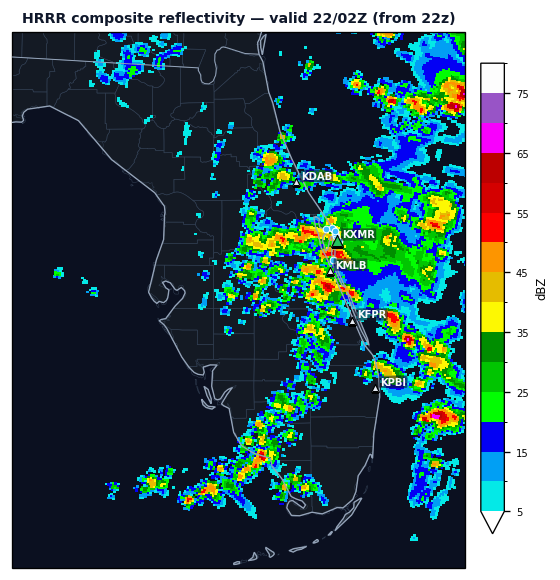 HRRR composite reflectivity — valid 22/02Z (from 22z)
KDAB
KXMR
KMLB
KFPR
KPBI
75
65
55
45
35
25
15
5
dBZ